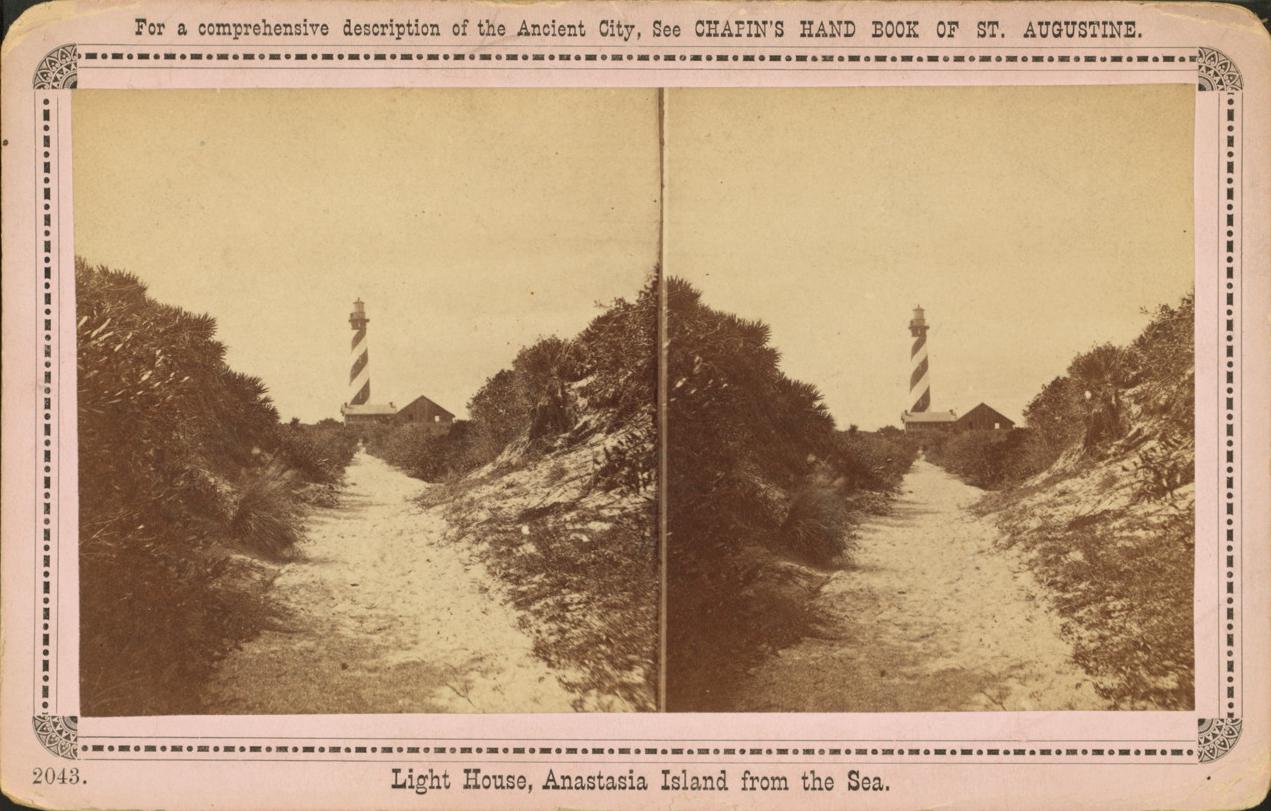 For a comprehensive description of the Ancient City, See CHAPIN'S HAND BOOK OF ST. AUGUSTINE.
2043.
Light House, Anastasia Island from the Sea.